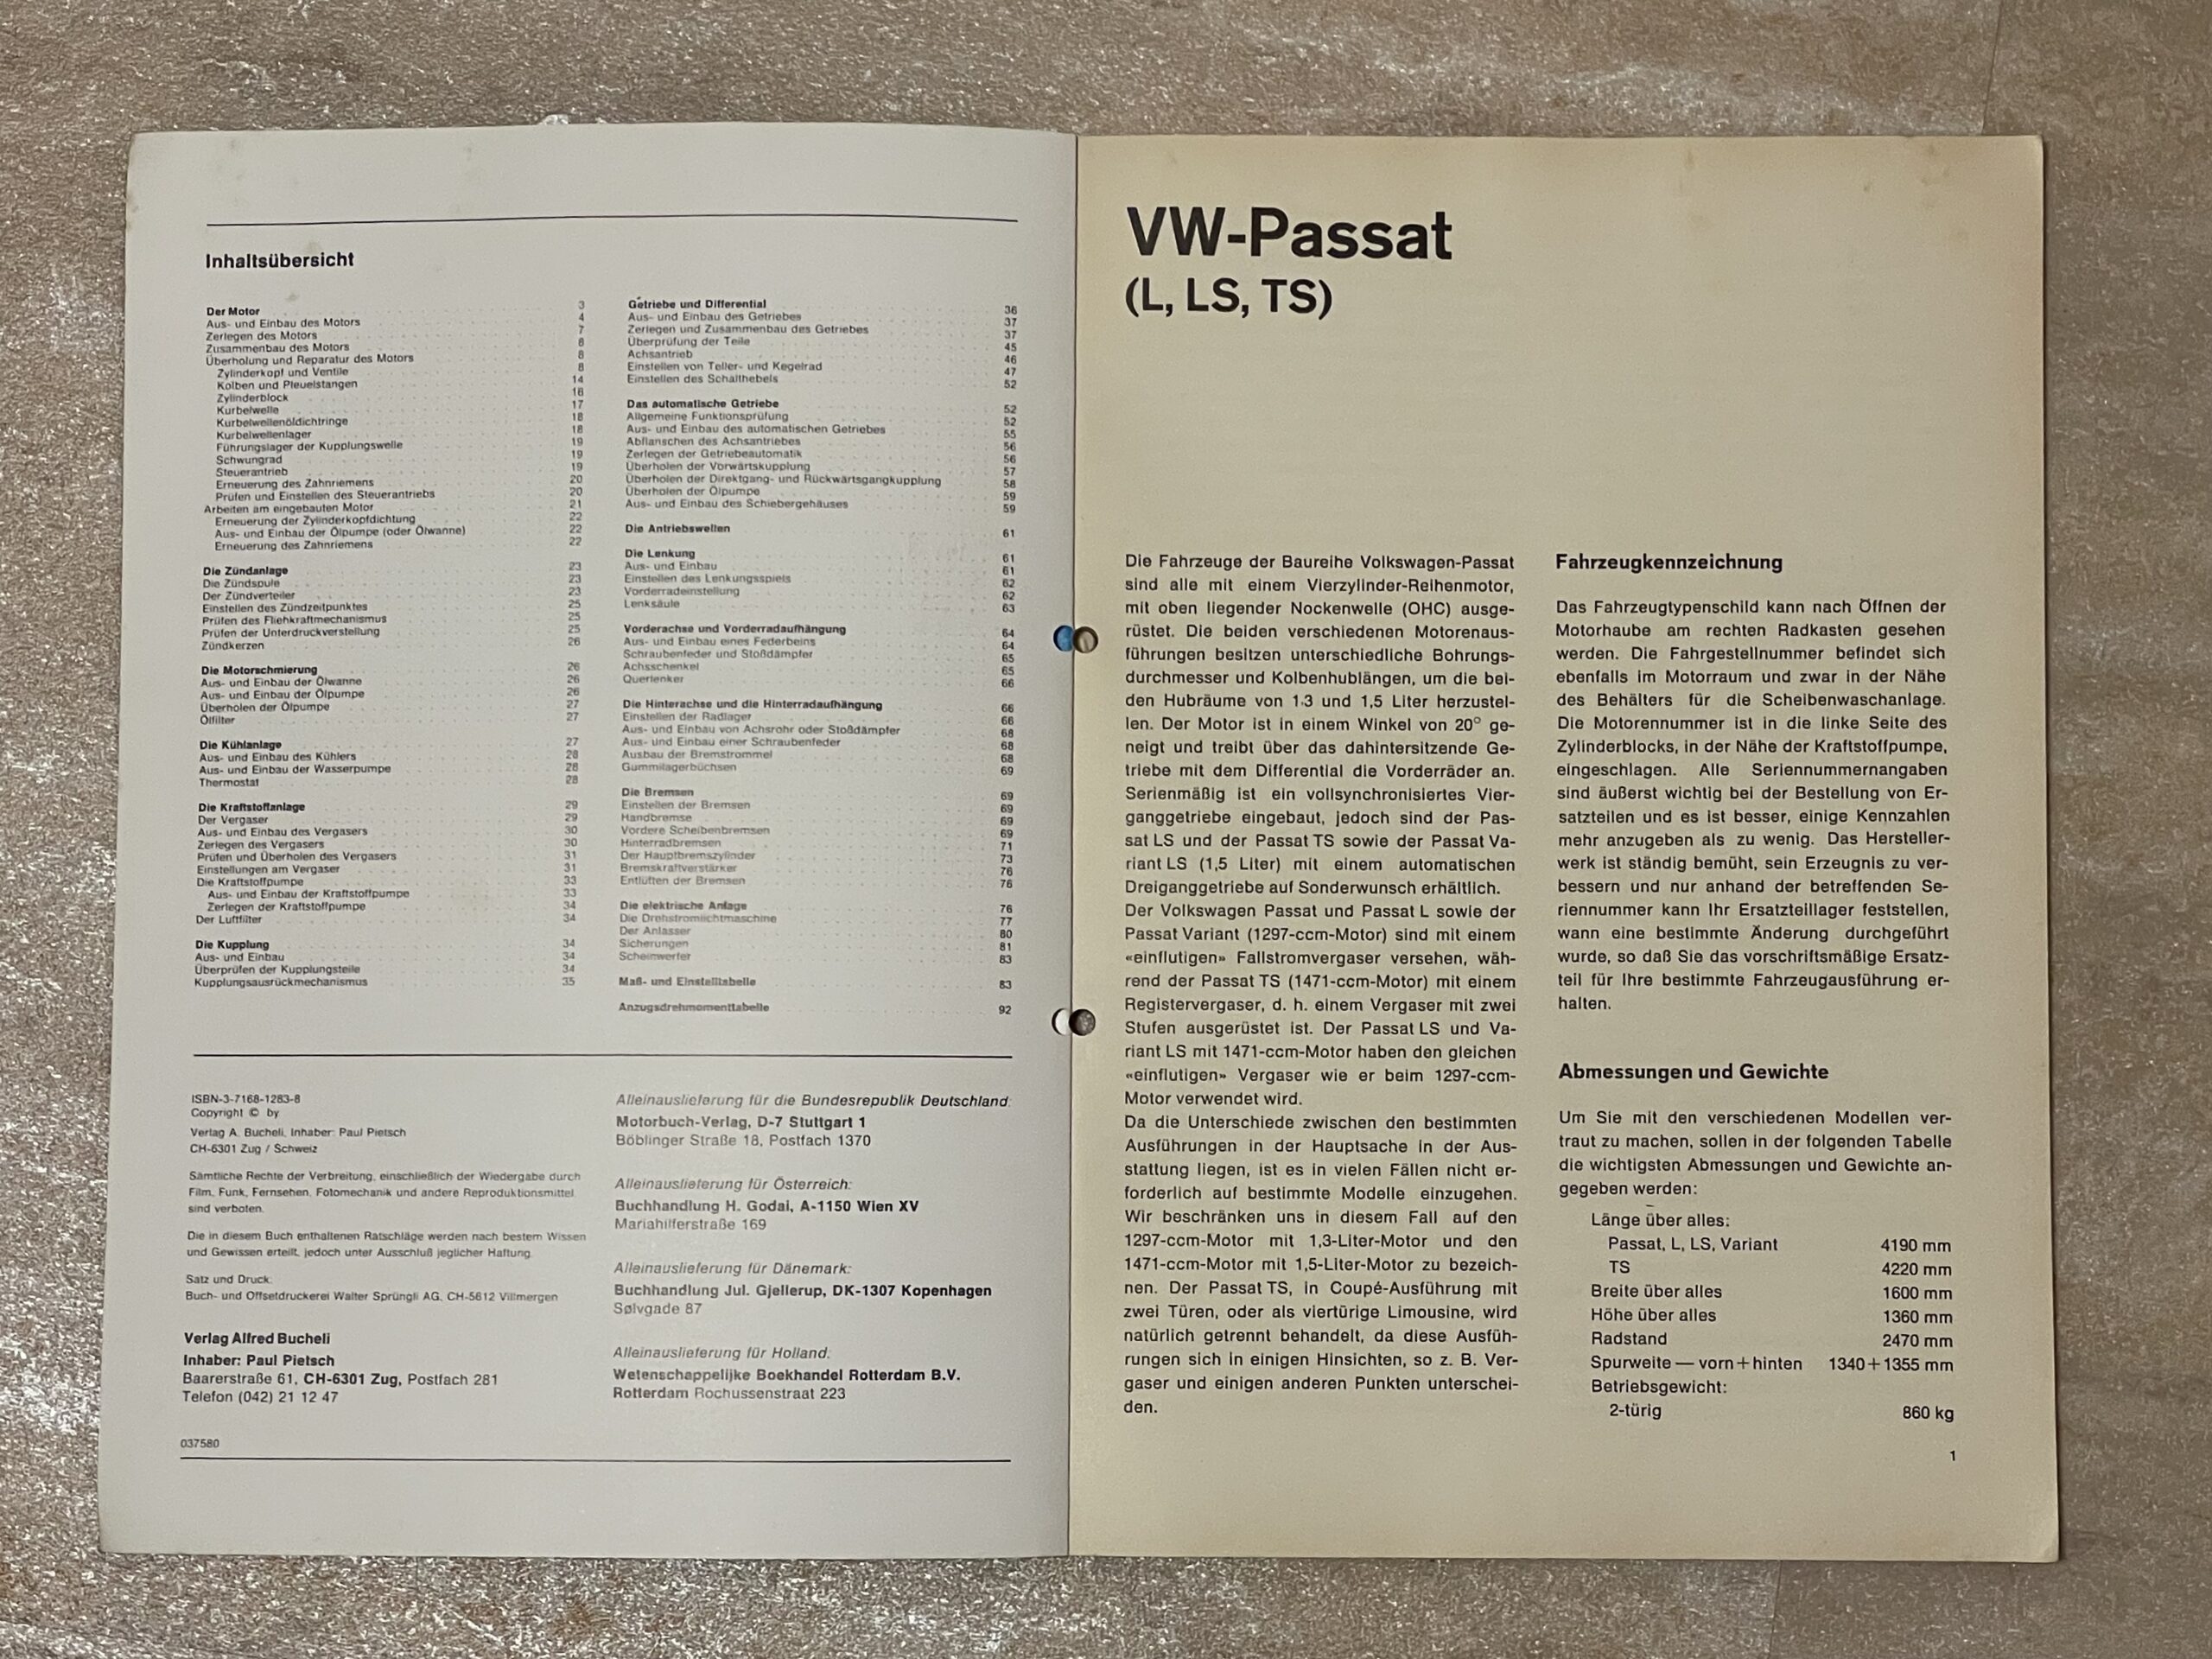 Inhaltsübersicht
Der Motor 3
Aus- und Einbau des Motors 4
Zerlegen des Motors 7
Zusammenbau des Motors 8
Überholung und Reparatur des Motors 8
Zylinderkopf und Ventile 8
Kolben und Pleuelstangen 14
Zylinderblock 16
Kurbelwelle 17
Kurbelwellenöldichtringe 18
Kurbelwellenlager 18
Führungslager der Kupplungswelle 19
Schwungrad 19
Steuerantrieb 19
Erneuerung des Zahnriemens 20
Prüfen und Einstellen des Steuerantriebs 20
Arbeiten am eingebauten Motor 21
Erneuerung der Zylinderkopfdichtung 22
Aus- und Einbau der Ölpumpe (oder Ölwanne) 22
Erneuerung des Zahnriemens 22
Die Zündanlage 23
Die Zündspule 23
Der Zündverteiler 23
Einstellen des Zündzeitpunktes 25
Prüfen des Fliehkraftmechanismus 25
Prüfen der Unterdruckverstellung 25
Zündkerzen 26
Die Motorschmierung 26
Aus- und Einbau der Ölwanne 26
Aus- und Einbau der Ölpumpe 26
Überholen der Ölpumpe 27
Ölfilter 27
Die Kühlanlage 27
Aus- und Einbau des Kühlers 28
Aus- und Einbau der Wasserpumpe 28
Thermostat 28
Die Kraftstoffanlage 29
Der Vergaser 29
Aus- und Einbau des Vergasers 30
Zerlegen des Vergasers 30
Prüfen und Überholen des Vergasers 31
Einstellungen am Vergaser 31
Die Kraftstoffpumpe 33
Aus- und Einbau der Kraftstoffpumpe 33
Zerlegen der Kraftstoffpumpe 34
Der Luftfilter 34
Die Kupplung 34
Aus- und Einbau 34
Überprüfen der Kupplungsteile 34
Kupplungsausrückmechanismus 35
Getriebe und Differential 36
Aus- und Einbau des Getriebes 37
Zerlegen und Zusammenbau des Getriebes 37
Überprüfung der Teile 45
Achsantrieb 46
Einstellen von Teller- und Kegelrad 47
Einstellen des Schalthebels 52
Das automatische Getriebe 52
Allgemeine Funktionsprüfung 52
Aus- und Einbau des automatischen Getriebes 55
Abflanschen des Achsantriebes 56
Zerlegen der Getriebeautomatik 56
Überholen der Vorwärtskupplung 57
Überholen der Direktgang- und Rückwärtsgangkupplung 58
Überholen der Ölpumpe 59
Aus- und Einbau des Schiebergehäuses 59
Die Antriebswellen 61
Die Lenkung 61
Aus- und Einbau 61
Einstellen des Lenkungsspiels 62
Vorderradeinstellung 62
Lenksäule 63
Vorderachse und Vorderradaufhängung 64
Aus- und Einbau eines Federbeins 64
Schraubenfeder und Stoßdämpfer 65
Achsschenkel 65
Querlenker 66
Die Hinterachse und die Hinterradaufhängung 66
Einstellen der Radlager 66
Aus- und Einbau von Achsrohr oder Stoßdämpfer 68
Aus- und Einbau einer Schraubenfeder 68
Ausbau der Bremstrommel 68
Gummilagerbüchsen 69
Die Bremsen 69
Einstellen der Bremsen 69
Handbremse 69
Vordere Scheibenbremsen 69
Hinterradbremsen 71
Der Hauptbremszylinder 73
Bremskraftverstärker 76
Entlüften der Bremsen 76
Die elektrische Anlage 76
Die Drehstromlichtmaschine 77
Der Anlasser 80
Sicherungen 81
Scheinwerfer 83
Maß- und Einstelltabelle 83
Anzugsdrehmomenttabelle 92
ISBN-3-7168-1283-8
Copyright © by
Verlag A. Bucheli, Inhaber: Paul Pietsch
CH-6301 Zug / Schweiz
Sämtliche Rechte der Verbreitung, einschließlich der Wiedergabe durch
Film, Funk, Fernsehen, Fotomechanik und andere Reproduktionsmittel
sind verboten.
Die in diesem Buch enthaltenen Ratschläge werden nach bestem Wissen
und Gewissen erteilt, jedoch unter Ausschluß jeglicher Haftung.
Satz und Druck:
Buch- und Offsetdruckerei Walter Sprüngli AG, CH-5612 Villmergen
Verlag Alfred Bucheli
Inhaber: Paul Pietsch
Baarerstraße 61, CH-6301 Zug, Postfach 281
Telefon (042) 21 12 47
037580
Alleinauslieferung für die Bundesrepublik Deutschland:
Motorbuch-Verlag, D-7 Stuttgart 1
Böblinger Straße 18, Postfach 1370
Alleinauslieferung für Österreich:
Buchhandlung H. Godai, A-1150 Wien XV
Mariahilferstraße 169
Alleinauslieferung für Dänemark:
Buchhandlung Jul. Gjellerup, DK-1307 Kopenhagen
Sølvgade 87
Alleinauslieferung für Holland:
Wetenschappelijke Boekhandel Rotterdam B.V.
Rotterdam Rochussenstraat 223
VW-Passat
(L, LS, TS)
Die Fahrzeuge der Baureihe Volkswagen-Passat
sind alle mit einem Vierzylinder-Reihenmotor,
mit oben liegender Nockenwelle (OHC) ausge-
rüstet. Die beiden verschiedenen Motorenaus-
führungen besitzen unterschiedliche Bohrungs-
durchmesser und Kolbenhublängen, um die bei-
den Hubräume von 1,3 und 1,5 Liter herzustel-
len. Der Motor ist in einem Winkel von 20° ge-
neigt und treibt über das dahintersitzende Ge-
triebe mit dem Differential die Vorderräder an.
Serienmäßig ist ein vollsynchronisiertes Vier-
ganggetriebe eingebaut, jedoch sind der Pas-
sat LS und der Passat TS sowie der Passat Va-
riant LS (1,5 Liter) mit einem automatischen
Dreiganggetriebe auf Sonderwunsch erhältlich.
Der Volkswagen Passat und Passat L sowie der
Passat Variant (1297-ccm-Motor) sind mit einem
«einflutigen» Fallstromvergaser versehen, wäh-
rend der Passat TS (1471-ccm-Motor) mit einem
Registervergaser, d. h. einem Vergaser mit zwei
Stufen ausgerüstet ist. Der Passat LS und Va-
riant LS mit 1471-ccm-Motor haben den gleichen
«einflutigen» Vergaser wie er beim 1297-ccm-
Motor verwendet wird.
Da die Unterschiede zwischen den bestimmten
Ausführungen in der Hauptsache in der Aus-
stattung liegen, ist es in vielen Fällen nicht er-
forderlich auf bestimmte Modelle einzugehen.
Wir beschränken uns in diesem Fall auf den
1297-ccm-Motor mit 1,3-Liter-Motor und den
1471-ccm-Motor mit 1,5-Liter-Motor zu bezeich-
nen. Der Passat TS, in Coupé-Ausführung mit
zwei Türen, oder als viertürige Limousine, wird
natürlich getrennt behandelt, da diese Ausfüh-
rungen sich in einigen Hinsichten, so z. B. Ver-
gaser und einigen anderen Punkten unterschei-
den.
Fahrzeugkennzeichnung
Das Fahrzeugtypenschild kann nach Öffnen der
Motorhaube am rechten Radkasten gesehen
werden. Die Fahrgestellnummer befindet sich
ebenfalls im Motorraum und zwar in der Nähe
des Behälters für die Scheibenwaschanlage.
Die Motorennummer ist in die linke Seite des
Zylinderblocks, in der Nähe der Kraftstoffpumpe,
eingeschlagen. Alle Seriennummernangaben
sind äußerst wichtig bei der Bestellung von Er-
satzteilen und es ist besser, einige Kennzahlen
mehr anzugeben als zu wenig. Das Hersteller-
werk ist ständig bemüht, sein Erzeugnis zu ver-
bessern und nur anhand der betreffenden Se-
riennummer kann Ihr Ersatzteillager feststellen,
wann eine bestimmte Änderung durchgeführt
wurde, so daß Sie das vorschriftsmäßige Ersatz-
teil für Ihre bestimmte Fahrzeugausführung er-
halten.
Abmessungen und Gewichte
Um Sie mit den verschiedenen Modellen ver-
traut zu machen, sollen in der folgenden Tabelle
die wichtigsten Abmessungen und Gewichte an-
gegeben werden:
Länge über alles:
Passat, L, LS, Variant 4190 mm
TS 4220 mm
Breite über alles 1600 mm
Höhe über alles 1360 mm
Radstand 2470 mm
Spurweite — vorn+hinten 1340+1355 mm
Betriebsgewicht:
2-türig 860 kg
1